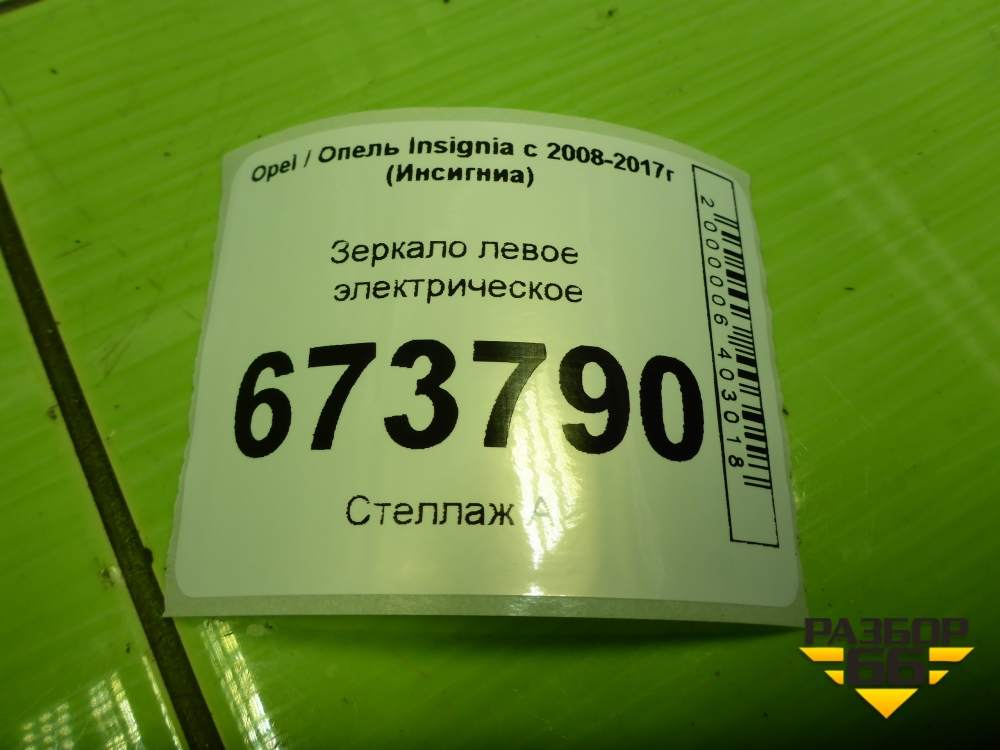 Opel / Опель Insignia с 2008-2017г
(Инсигниа)
Зеркало левое
электрическое
673790
Стеллаж А
2000006403018
РАЗБОР
66